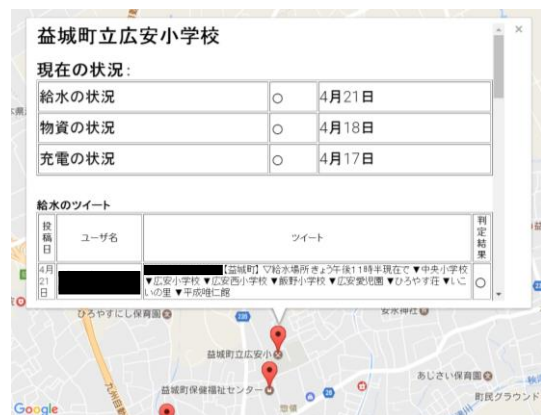 益城町立広安小学校
現在の状況:
給水の状況 ○ 4月21日
物資の状況 ○ 4月18日
充電の状況 ○ 4月17日
給水のツイート
投稿日 ユーザ名 ツイート 判定結果
4月21日 【益城町】▽給水場所きょう午後11時半現在で ▼中央小学校
▼広安小学校 ▼広安西小学校 ▼飯野小学校 ▼広安愛児園 ▼ひろやす荘 ▼いこ
いの里 ▼平成唯仁館 ○
ひろやすにし保育園
安永神社
益城町立広安小
益城町保健福祉センター
惣領
あじさい保育園
町民グラウンド
九州自動
Google